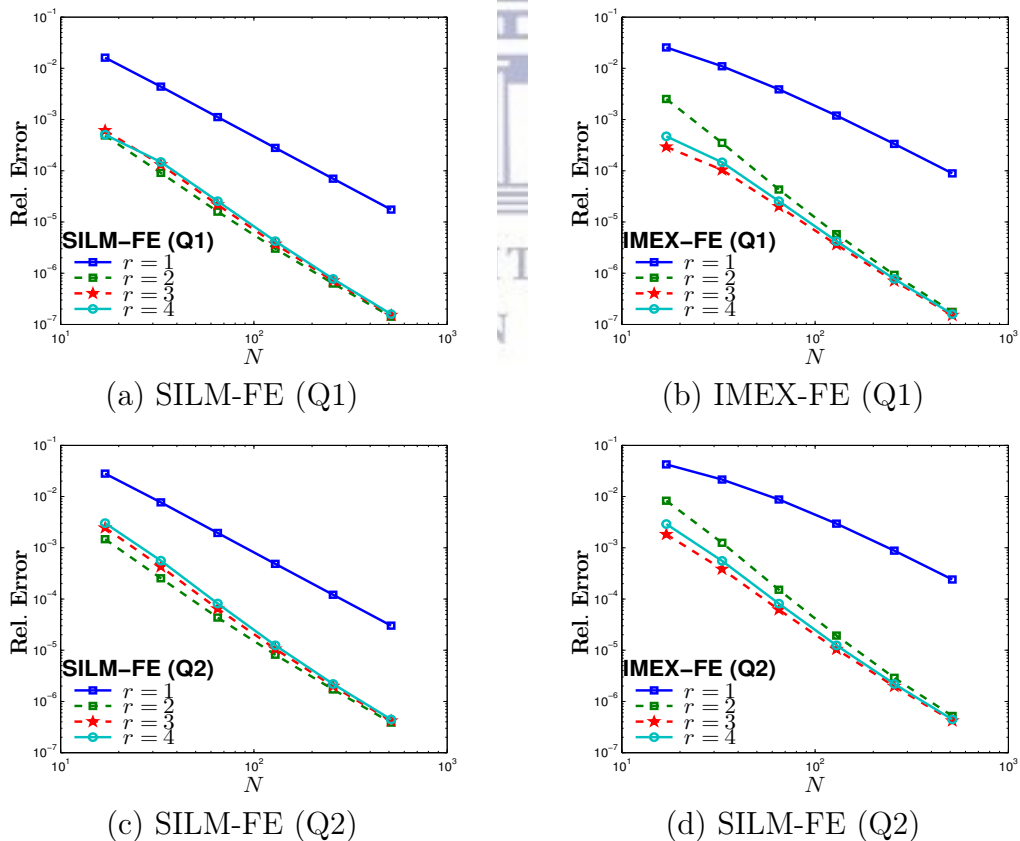 10^{-1}
10^{-2}
10^{-3}
10^{-4}
10^{-5}
10^{-6}
10^{-7}
Rel. Error
SILM–FE (Q1)
r = 1
r = 2
r = 3
r = 4
10^1
10^2
10^3
N
(a) SILM-FE (Q1)
10^{-1}
10^{-2}
10^{-3}
10^{-4}
10^{-5}
10^{-6}
10^{-7}
Rel. Error
IMEX–FE (Q1)
r = 1
r = 2
r = 3
r = 4
10^1
10^2
10^3
N
(b) IMEX-FE (Q1)
10^{-1}
10^{-2}
10^{-3}
10^{-4}
10^{-5}
10^{-6}
10^{-7}
Rel. Error
SILM–FE (Q2)
r = 1
r = 2
r = 3
r = 4
10^1
10^2
10^3
N
(c) SILM-FE (Q2)
10^{-1}
10^{-2}
10^{-3}
10^{-4}
10^{-5}
10^{-6}
10^{-7}
Rel. Error
IMEX–FE (Q2)
r = 1
r = 2
r = 3
r = 4
10^1
10^2
10^3
N
(d) SILM-FE (Q2)